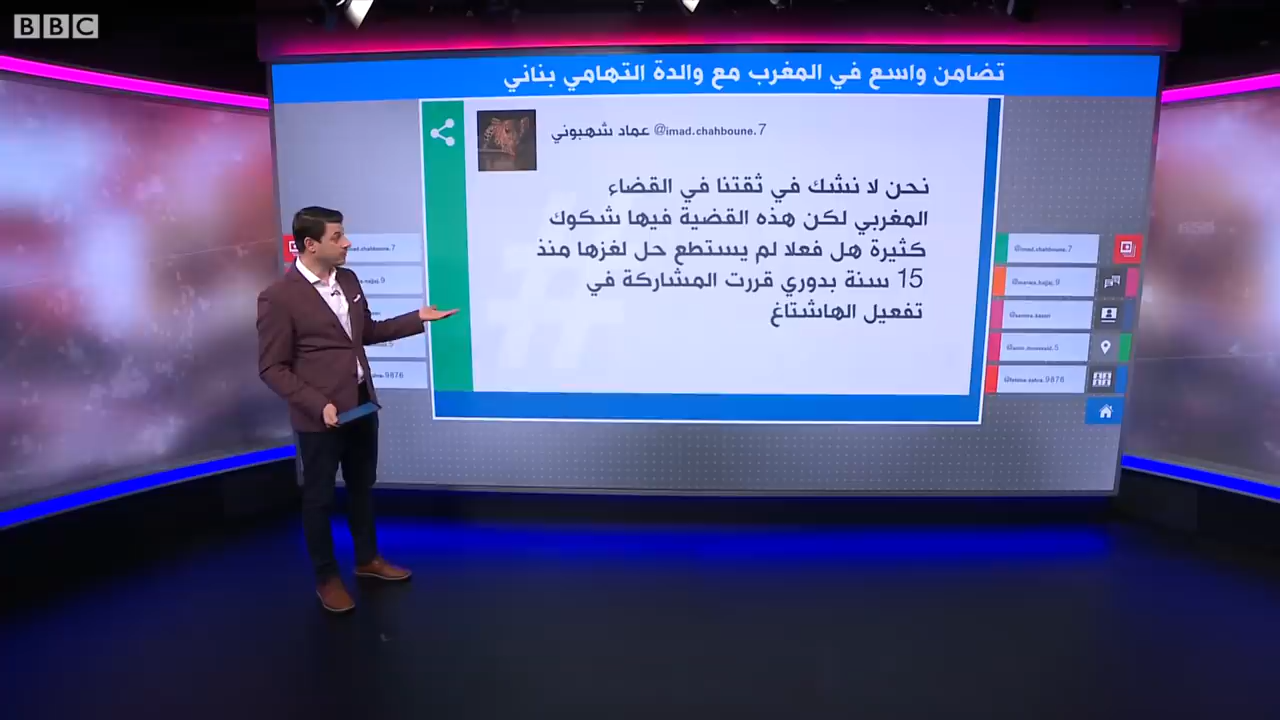 BBC
تضامن واسع في المغرب مع والدة التهامي بناني
عماد شهبوني @imad.chahboune.7
نحن لا نشك في ثقتنا في القضاء
المغربي لكن هذه القضية فيها شكوك
كثيرة هل فعلا لم يستطع حل لغزها منذ
15 سنة بدوري قررت المشاركة في
تفعيل الهاشتاغ
@imad.chahboune.7